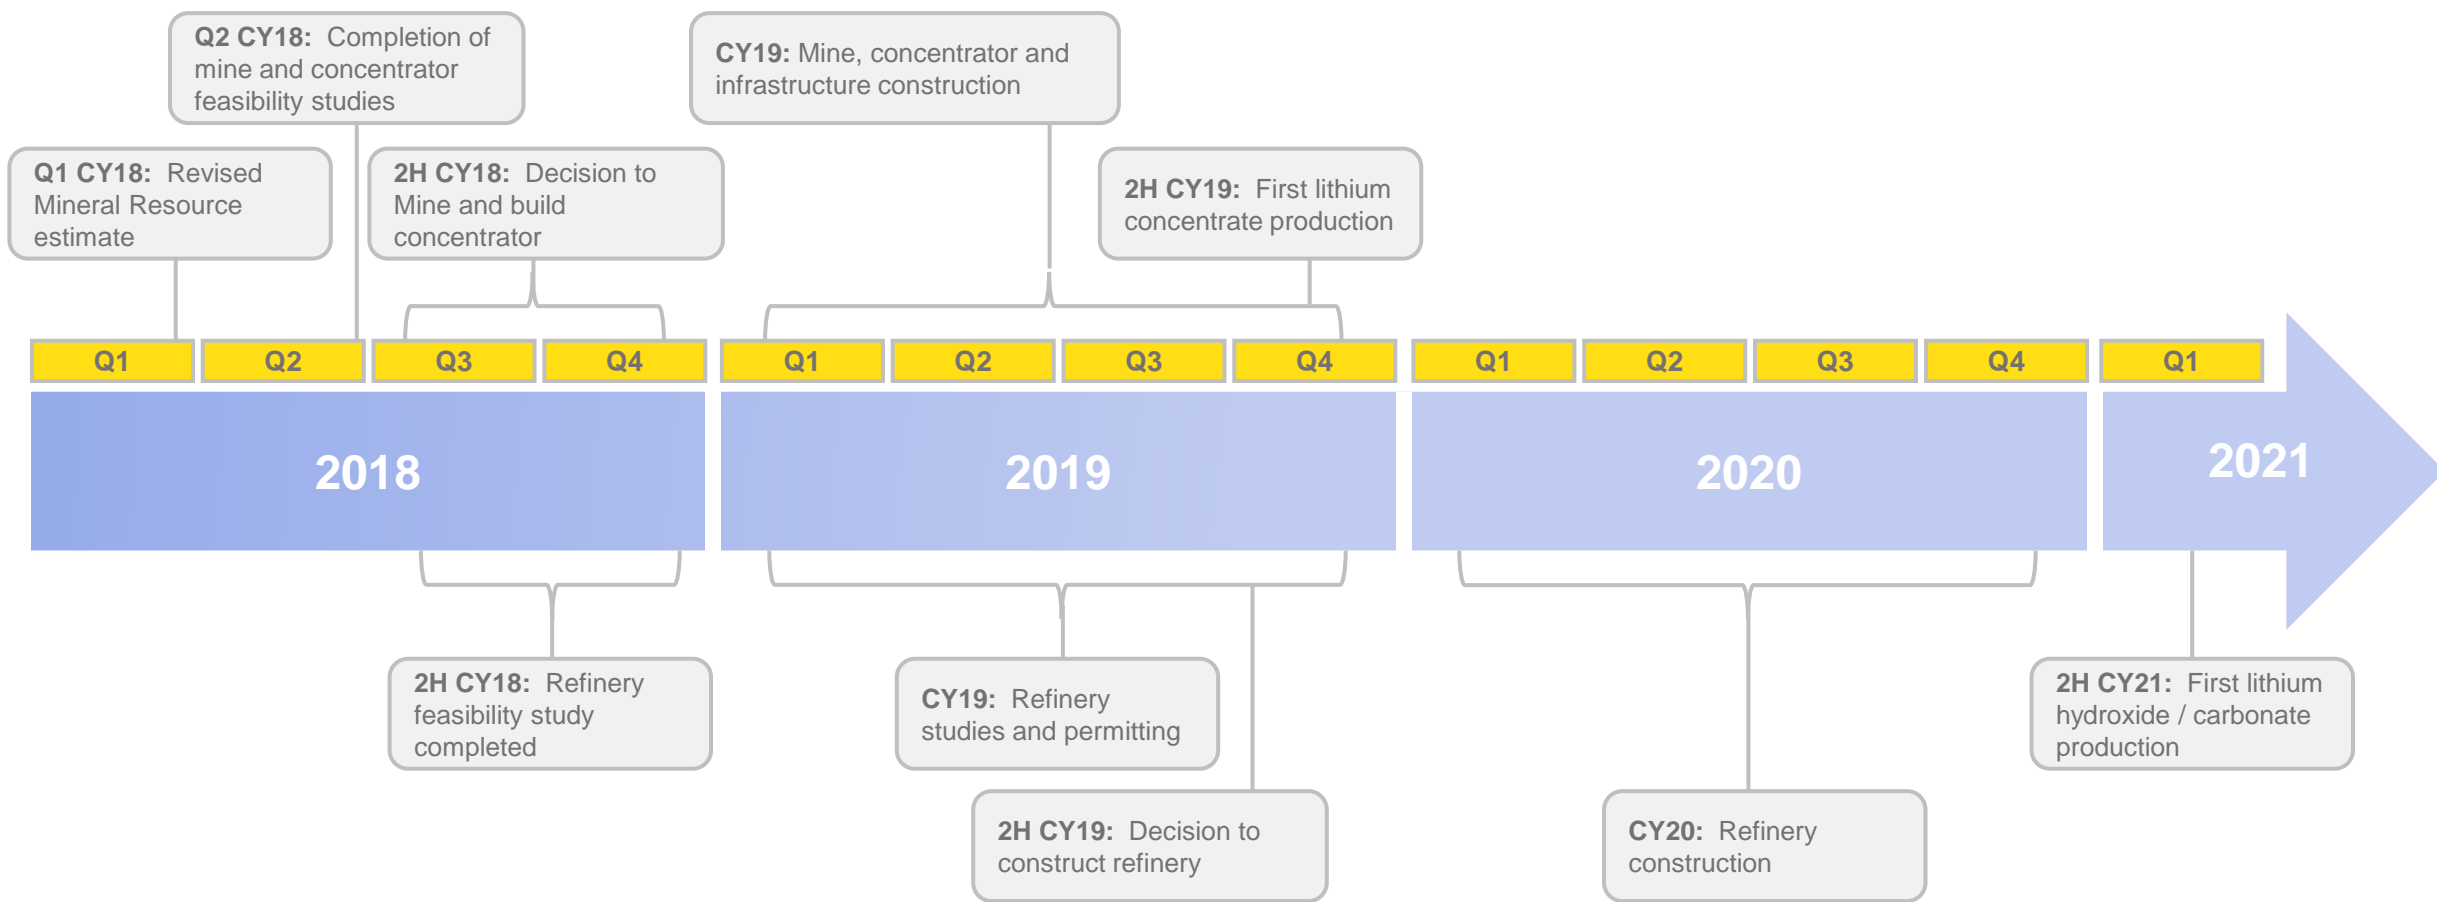 Q2 CY18: Completion of
mine and concentrator
feasibility studies
CY19: Mine, concentrator and
infrastructure construction
Q1 CY18: Revised
Mineral Resource
estimate
2H CY18: Decision to
Mine and build
concentrator
2H CY19: First lithium
concentrate production
Q1 Q2 Q3 Q4 Q1 Q2 Q3 Q4 Q1 Q2 Q3 Q4 Q1
2018 2019 2020 2021
2H CY18: Refinery
feasibility study
completed
CY19: Refinery
studies and permitting
2H CY21: First lithium
hydroxide / carbonate
production
2H CY19: Decision to
construct refinery
CY20: Refinery
construction